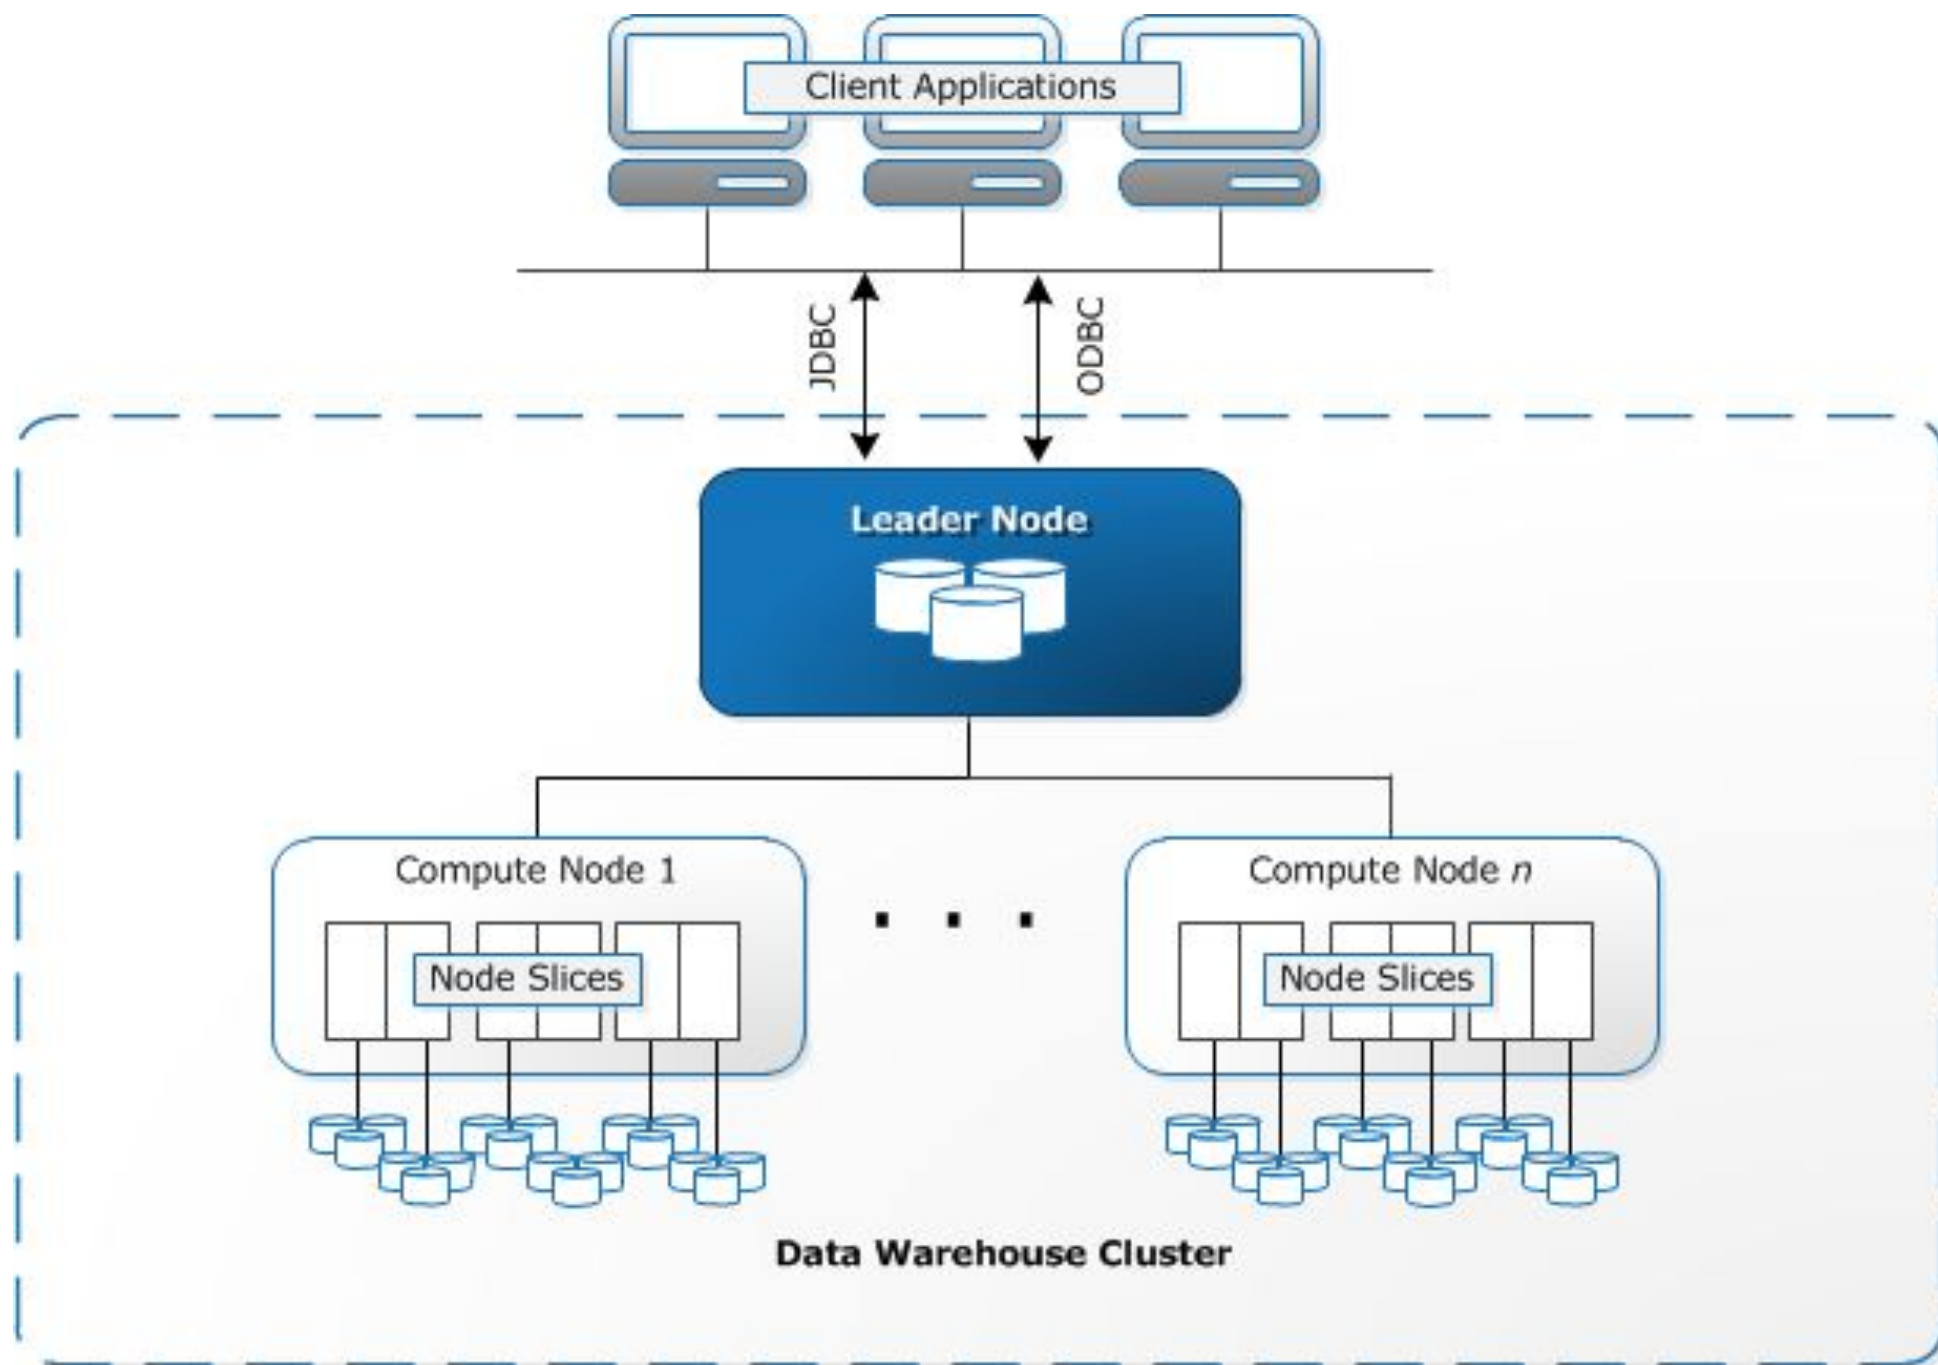 Client Applications
JDBC
ODBC
Leader Node
Compute Node 1
Compute Node n
. . .
Node Slices
Node Slices
Data Warehouse Cluster